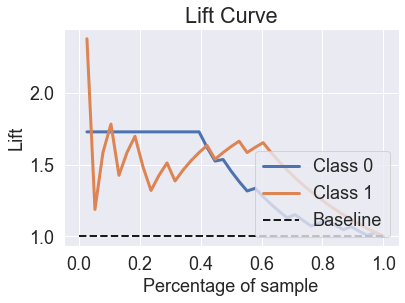 Lift Curve
Lift
2.0
1.5
1.0
Class 0
Class 1
Baseline
0.0 0.2 0.4 0.6 0.8 1.0
Percentage of sample